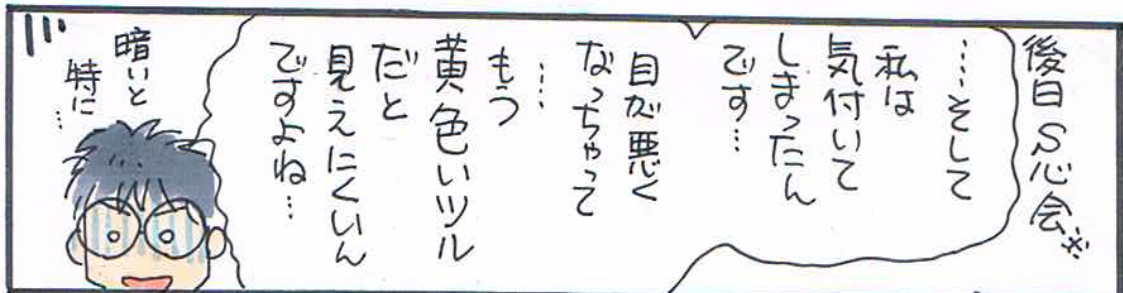 後日S心会※
……そして
私は
気付いて
しまったん
です…
目が悪く
なっちゃって
……
もう
黄色いツル
だと
見えにくいん
ですよね…
暗いと
特に…